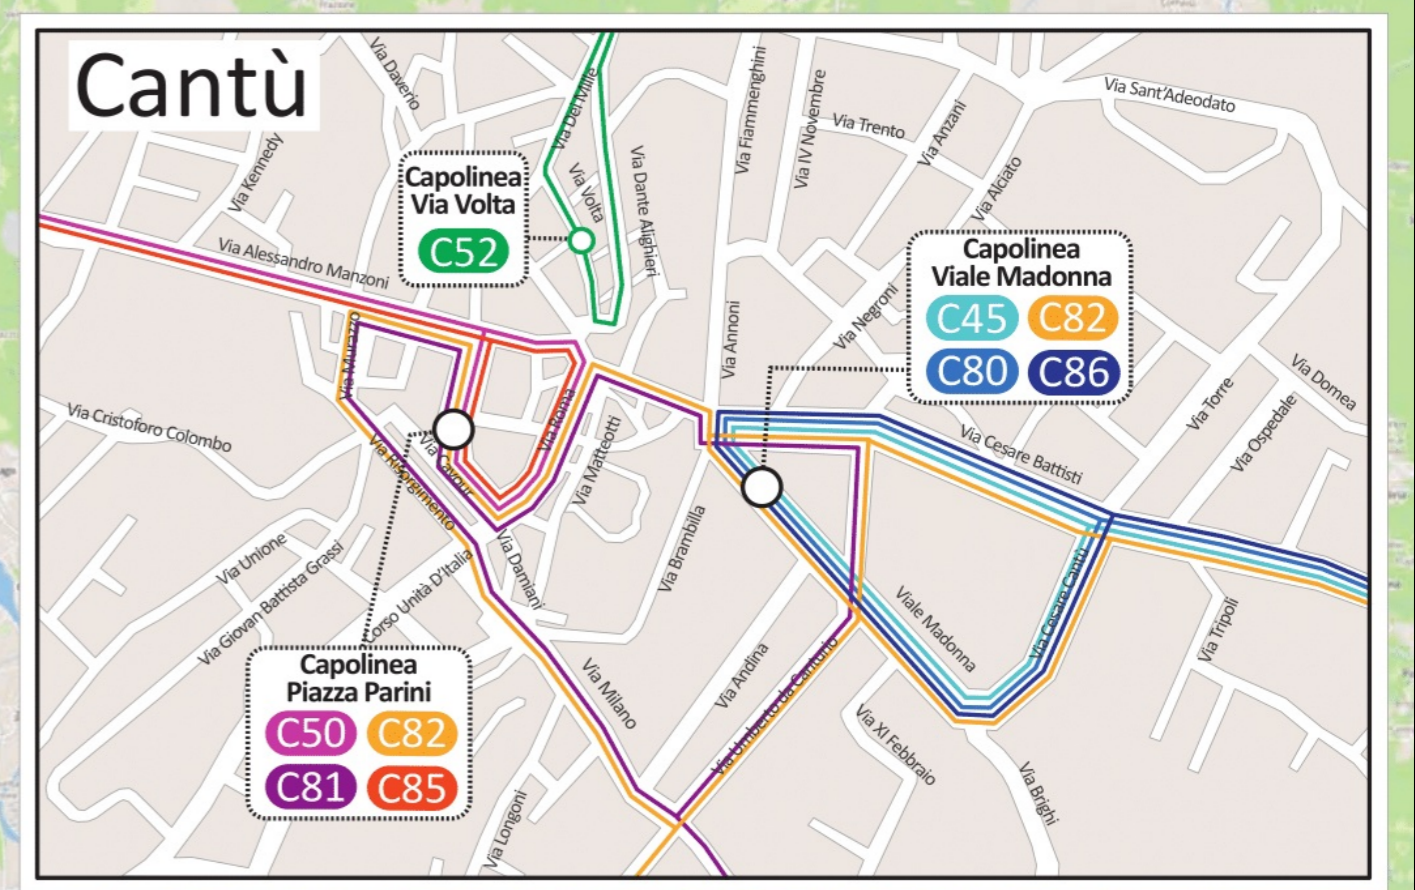 Cantù
Via Daverio
Via Kennedy
Via Dei Mille
Via Volta
Via Dante Alighieri
Via Fiammenghini
Via IV Novembre
Via Trento
Via Anzani
Via Alciato
Via Sant'Adeodato
Capolinea
Via Volta
C52
Via Alessandro Manzoni
Capolinea
Viale Madonna
C45 C82
C80 C86
Via Annoni
Via Negroni
Via Murazzo
Via Roma
Via Matteotti
Via Cristoforo Colombo
Via Risorgimento
Via Cavour
Via Cesare Battisti
Via Torre
Via Ospedale
Via Domea
Via Unione
Via Giovan Battista Grassi
Corso Unità D'Italia
Via Damiani
Via Brambilla
Viale Madonna
Via Cesare Cantù
Via Tripoli
Capolinea
Piazza Parini
C50 C82
C81 C85
Via Milano
Via Andina
Via Umberto da Canturio
Via XI Febbraio
Via Brighi
Via Longoni